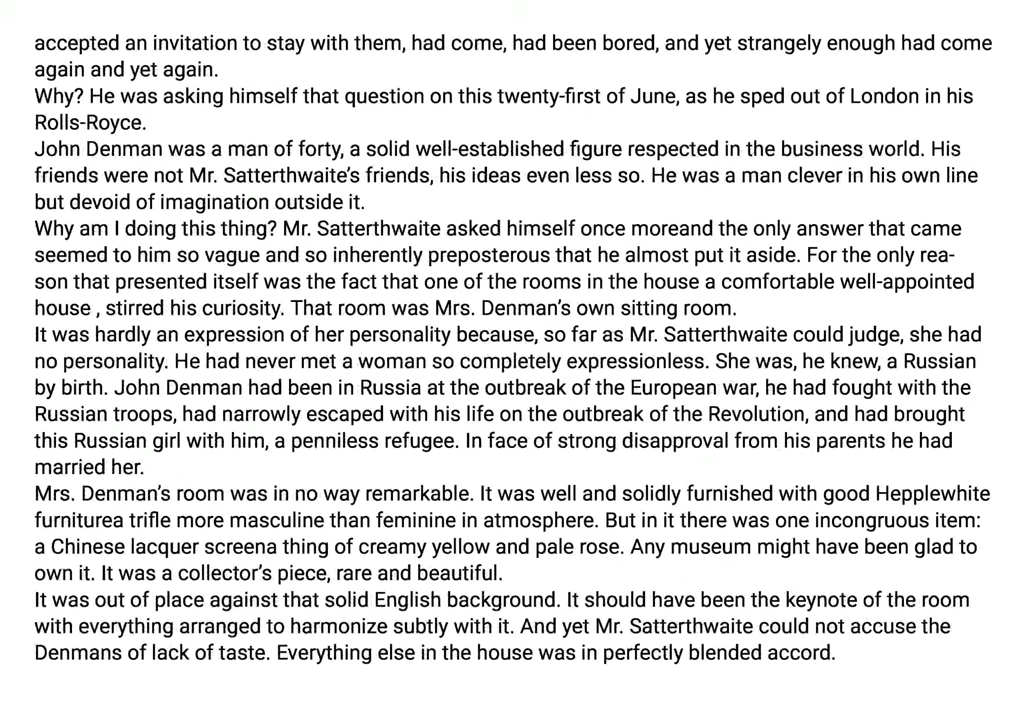 accepted an invitation to stay with them, had come, had been bored, and yet strangely enough had come
again and yet again.
Why? He was asking himself that question on this twenty-first of June, as he sped out of London in his
Rolls-Royce.
John Denman was a man of forty, a solid well-established figure respected in the business world. His
friends were not Mr. Satterthwaite’s friends, his ideas even less so. He was a man clever in his own line
but devoid of imagination outside it.
Why am I doing this thing? Mr. Satterthwaite asked himself once moreand the only answer that came
seemed to him so vague and so inherently preposterous that he almost put it aside. For the only rea-
son that presented itself was the fact that one of the rooms in the house a comfortable well-appointed
house , stirred his curiosity. That room was Mrs. Denman’s own sitting room.
It was hardly an expression of her personality because, so far as Mr. Satterthwaite could judge, she had
no personality. He had never met a woman so completely expressionless. She was, he knew, a Russian
by birth. John Denman had been in Russia at the outbreak of the European war, he had fought with the
Russian troops, had narrowly escaped with his life on the outbreak of the Revolution, and had brought
this Russian girl with him, a penniless refugee. In face of strong disapproval from his parents he had
married her.
Mrs. Denman’s room was in no way remarkable. It was well and solidly furnished with good Hepplewhite
furniturea trifle more masculine than feminine in atmosphere. But in it there was one incongruous item:
a Chinese lacquer screena thing of creamy yellow and pale rose. Any museum might have been glad to
own it. It was a collector’s piece, rare and beautiful.
It was out of place against that solid English background. It should have been the keynote of the room
with everything arranged to harmonize subtly with it. And yet Mr. Satterthwaite could not accuse the
Denmans of lack of taste. Everything else in the house was in perfectly blended accord.